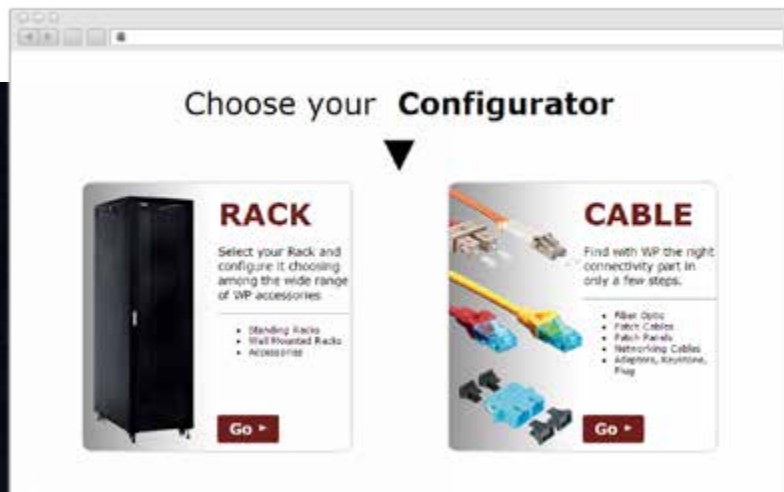 Choose your Configurator
RACK
Select your Rack and
configure it choosing
among the wide range
of WP accessories
Standing Racks
Wall Mounted Racks
Accessories
Go
CABLE
Find with WP the right
connectivity part in
only a few steps.
Fiber Optic
Patch Cables
Patch Panels
Networking Cables
Adaptors, Keystone,
Plug
Go